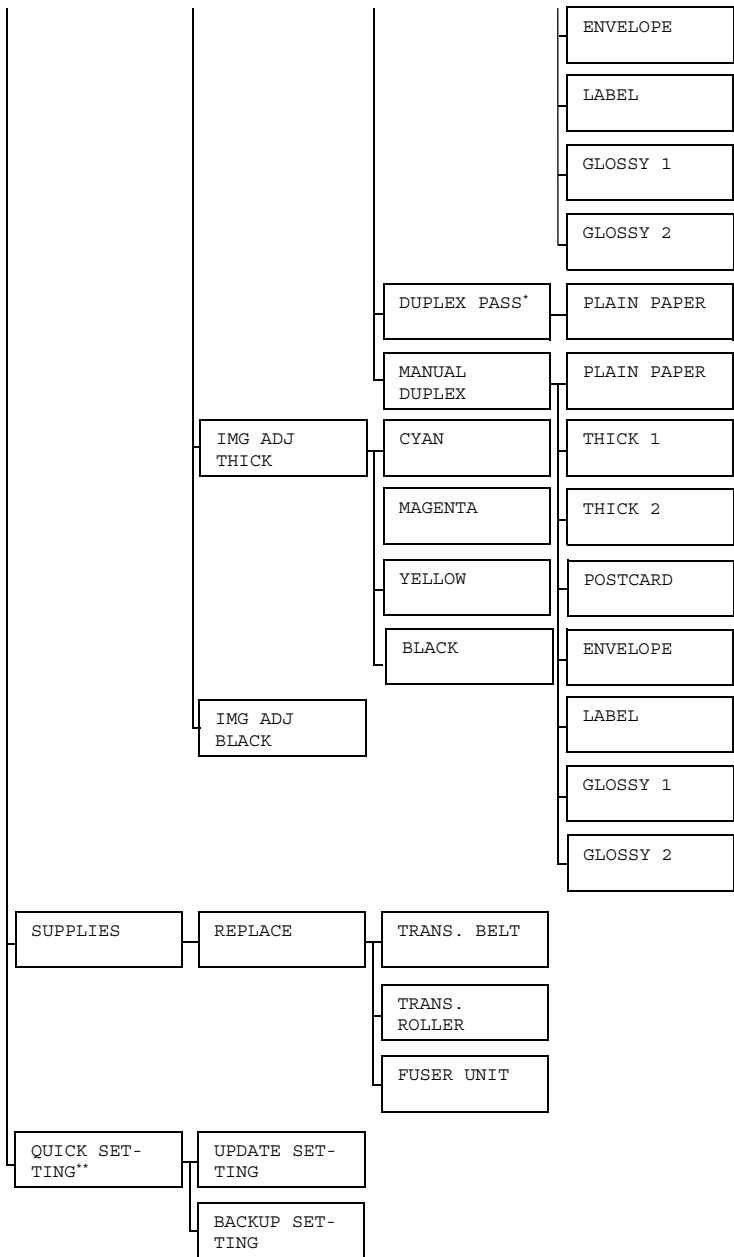 ENVELOPE
LABEL
GLOSSY 1
GLOSSY 2
DUPLEX PASS*
PLAIN PAPER
MANUAL
DUPLEX
PLAIN PAPER
IMG ADJ
THICK
CYAN
THICK 1
MAGENTA
THICK 2
YELLOW
POSTCARD
BLACK
ENVELOPE
IMG ADJ
BLACK
LABEL
GLOSSY 1
GLOSSY 2
SUPPLIES
REPLACE
TRANS. BELT
TRANS.
ROLLER
FUSER UNIT
QUICK SET-
TING**
UPDATE SET-
TING
BACKUP SET-
TING